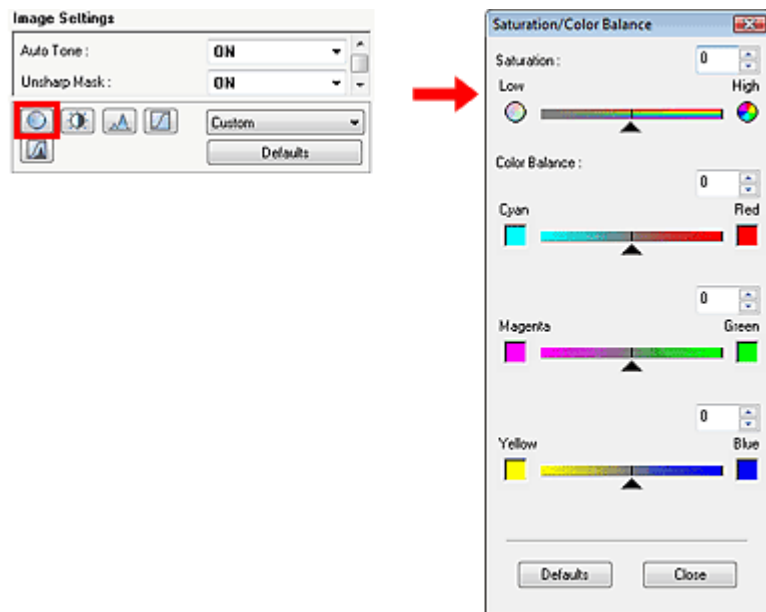 Image Settings
Auto Tone : ON
Unsharp Mask : ON
Custom
Defaults
Saturation/Color Balance
Saturation : 0
Low High
Color Balance :
0
Cyan Red
0
Magenta Green
0
Yellow Blue
Defaults Close